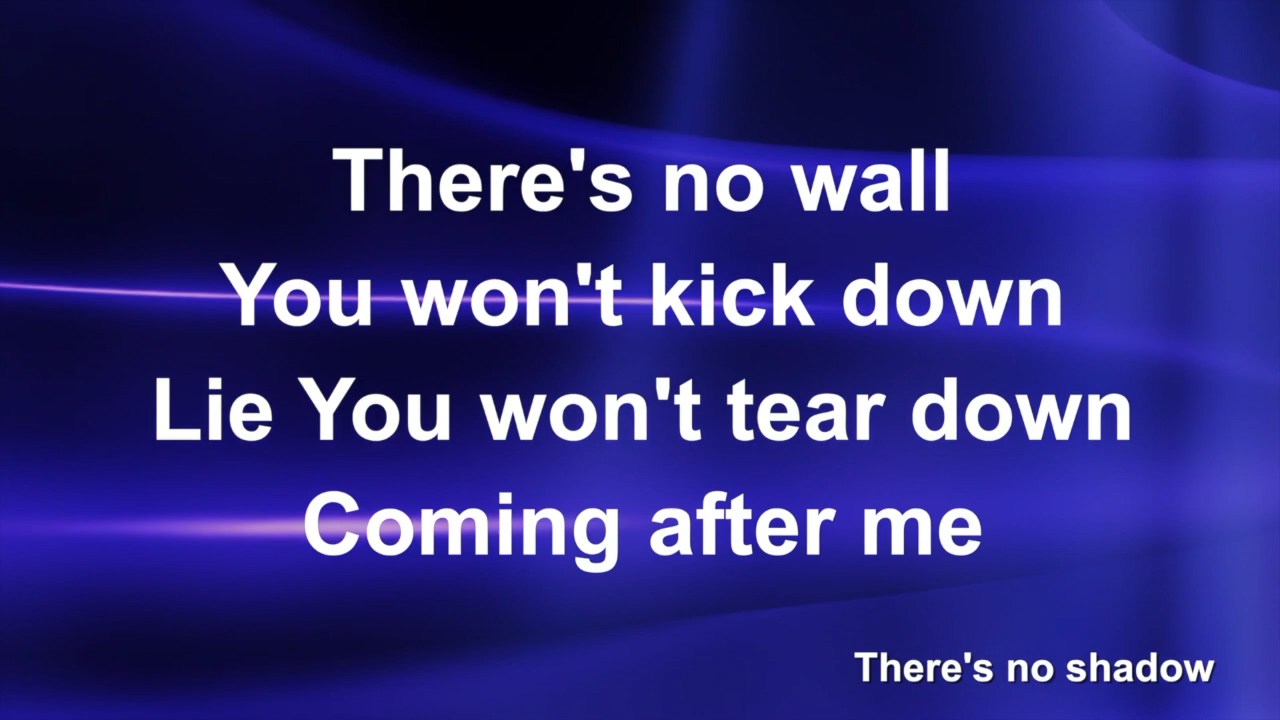 There's no wall
You won't kick down
Lie You won't tear down
Coming after me
There's no shadow